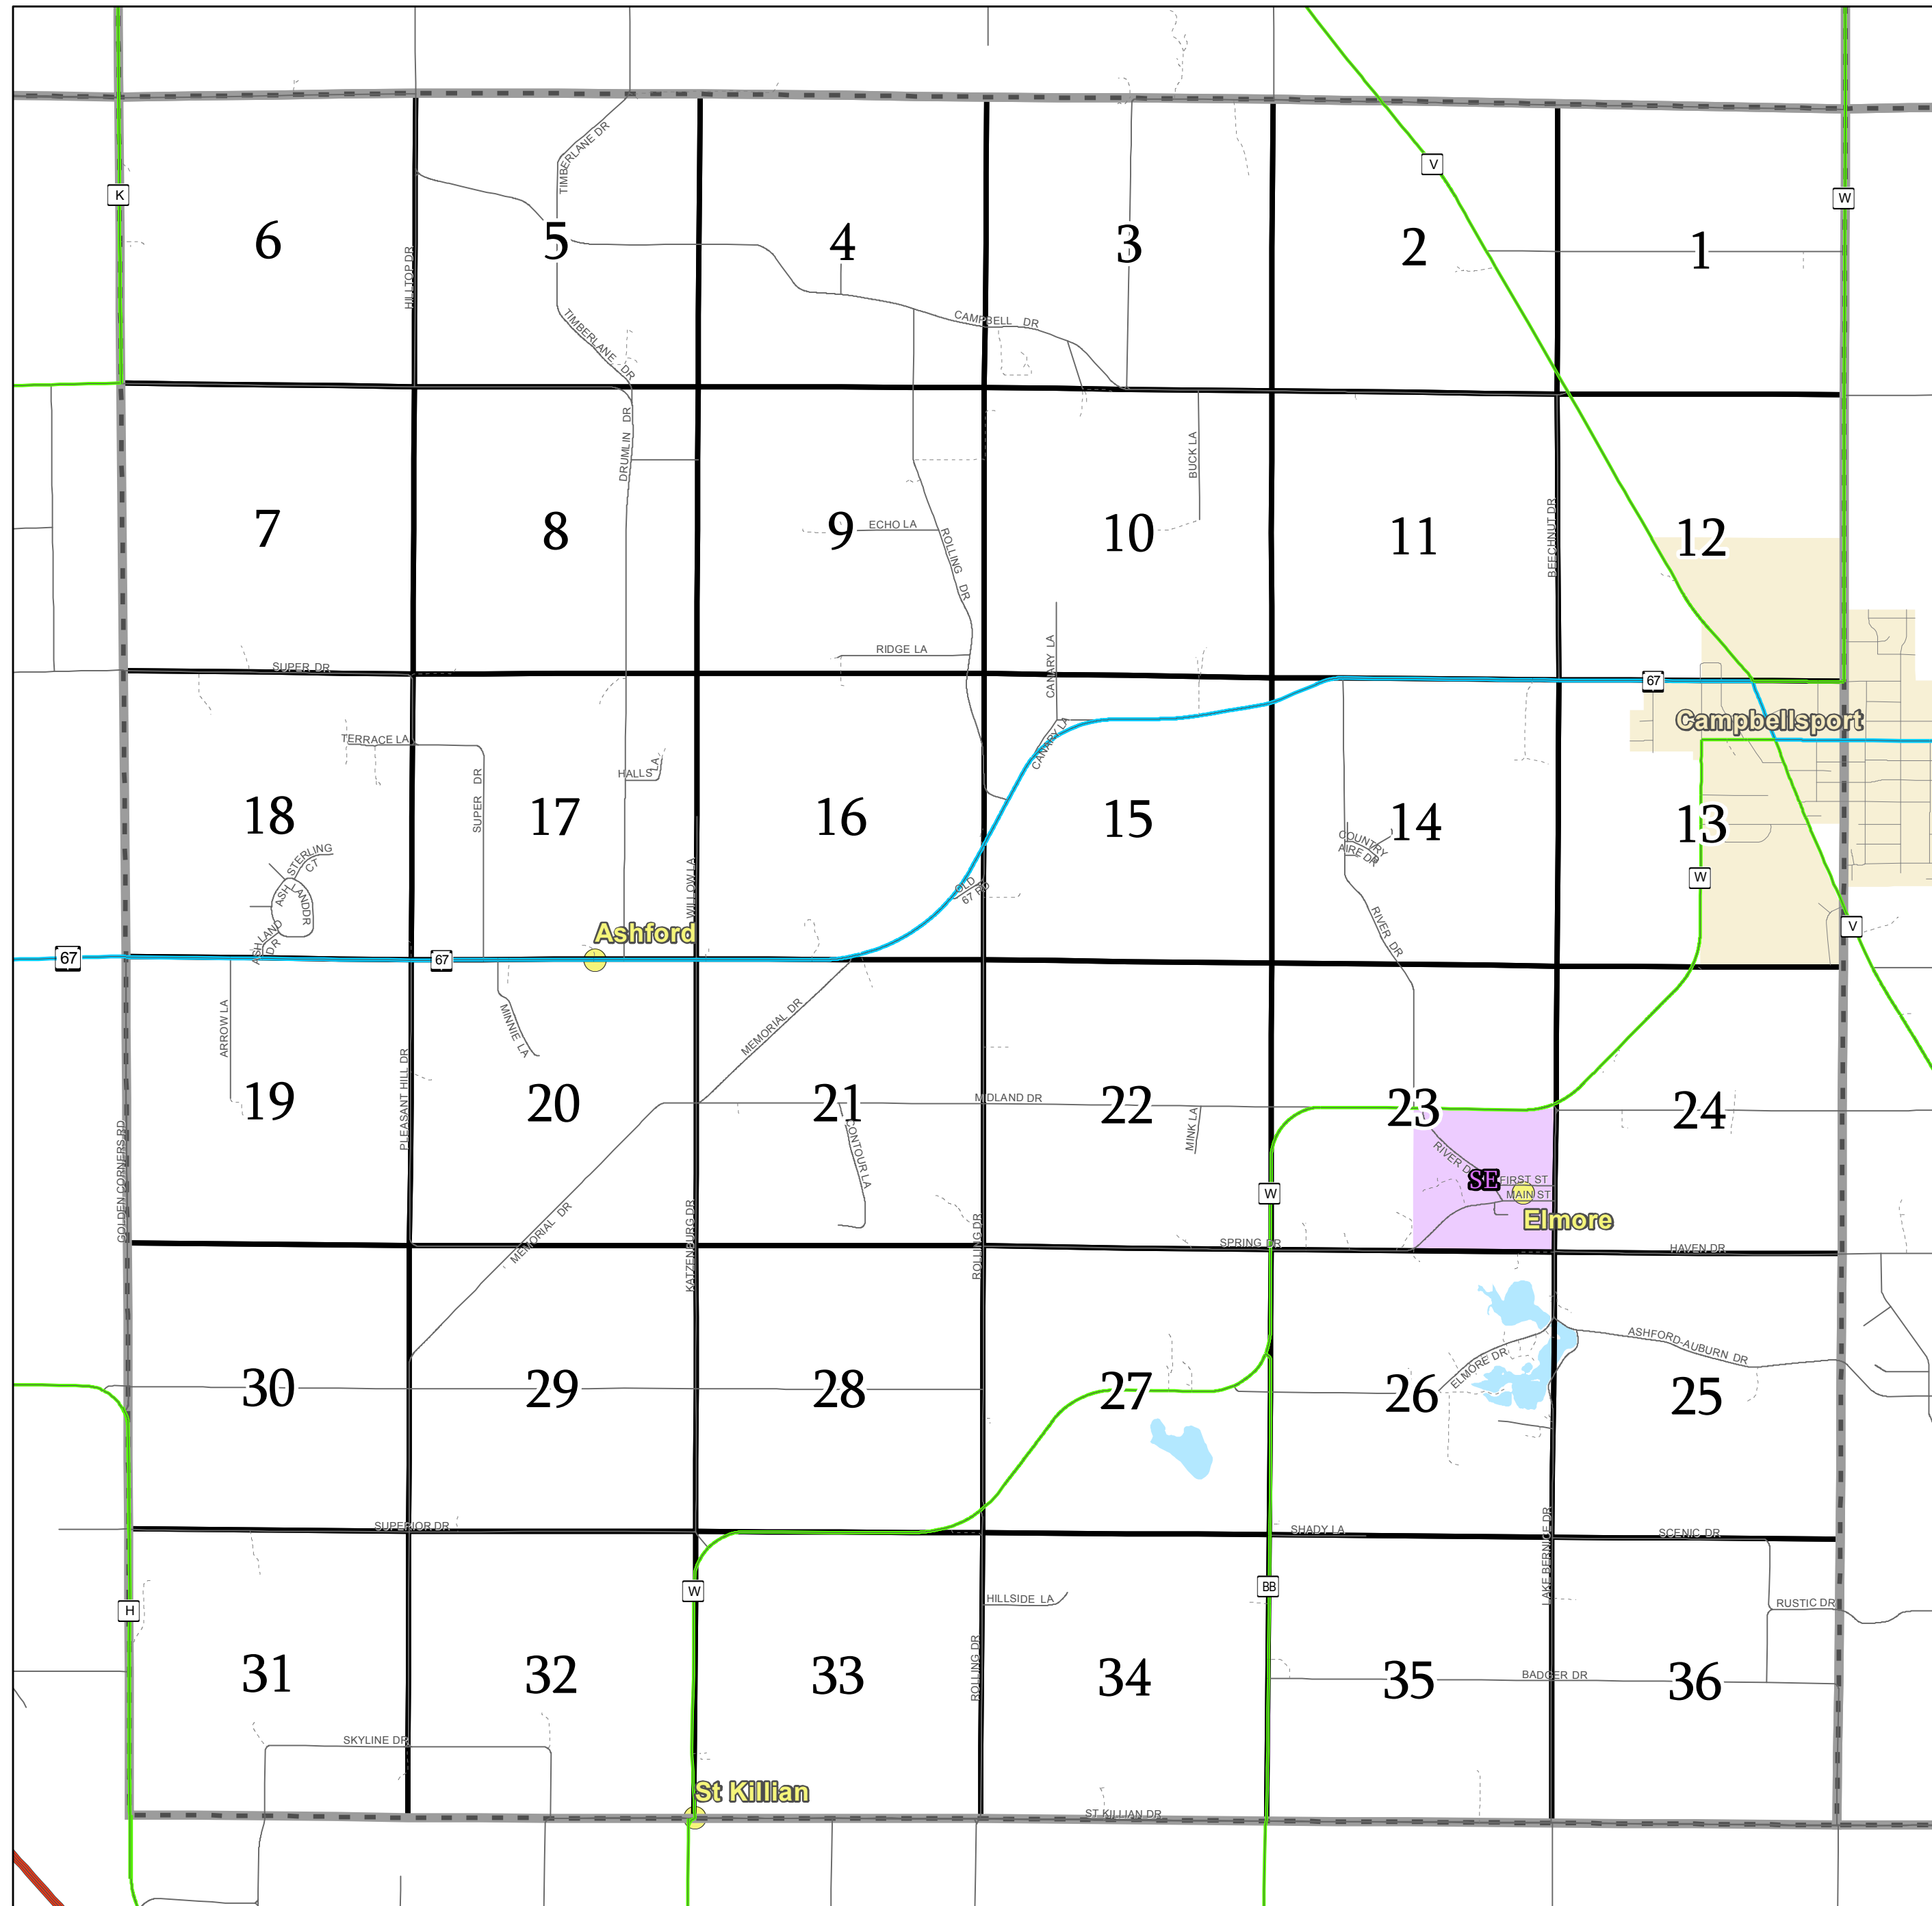 V
K
W
TIMBERLANE DR
6
5
4
3
2
1
HILLTOP DR
TIMBERLANE DR
CAMPBELL DR
DRUMLIN DR
BUCK LA
7
8
9
10
11
12
ECHO LA
ROLLING DR
BEECHNUT DR
RIDGE LA
CANARY LA
SUPER DR
67
Campbellsport
TERRACE LA
HALLS LA
CANARY LA
SUPER DR
18
17
16
15
14
13
COUNTRY
AIRE DR
STERLING
CT
ASHLAND DR
WILLOW LA
OLD
67 RD
W
RIVER DR
V
ASHLAND
DR
Ashford
67
67
ARROW LA
MINNIE LA
MEMORIAL DR
PLEASANT HILL DR
19
20
21
22
23
24
MIDLAND DR
MINK LA
CONTOUR LA
GOLDEN CORNERS RD
RIVER DR
SE
FIRST ST
MAIN ST
W
Elmore
MEMORIAL DR
KATZENBURG DR
ROLLING DR
SPRING DR
HAVEN DR
ASHFORD-AUBURN DR
ELMORE DR
30
29
28
27
26
25
SUPERIOR DR
SHADY LA
SCENIC DR
LAKE BERNICE DR
W
BB
HILLSIDE LA
RUSTIC DR
H
31
32
33
34
35
36
ROLLING DR
BADGER DR
SKYLINE DR
St Killian
ST KILLIAN DR